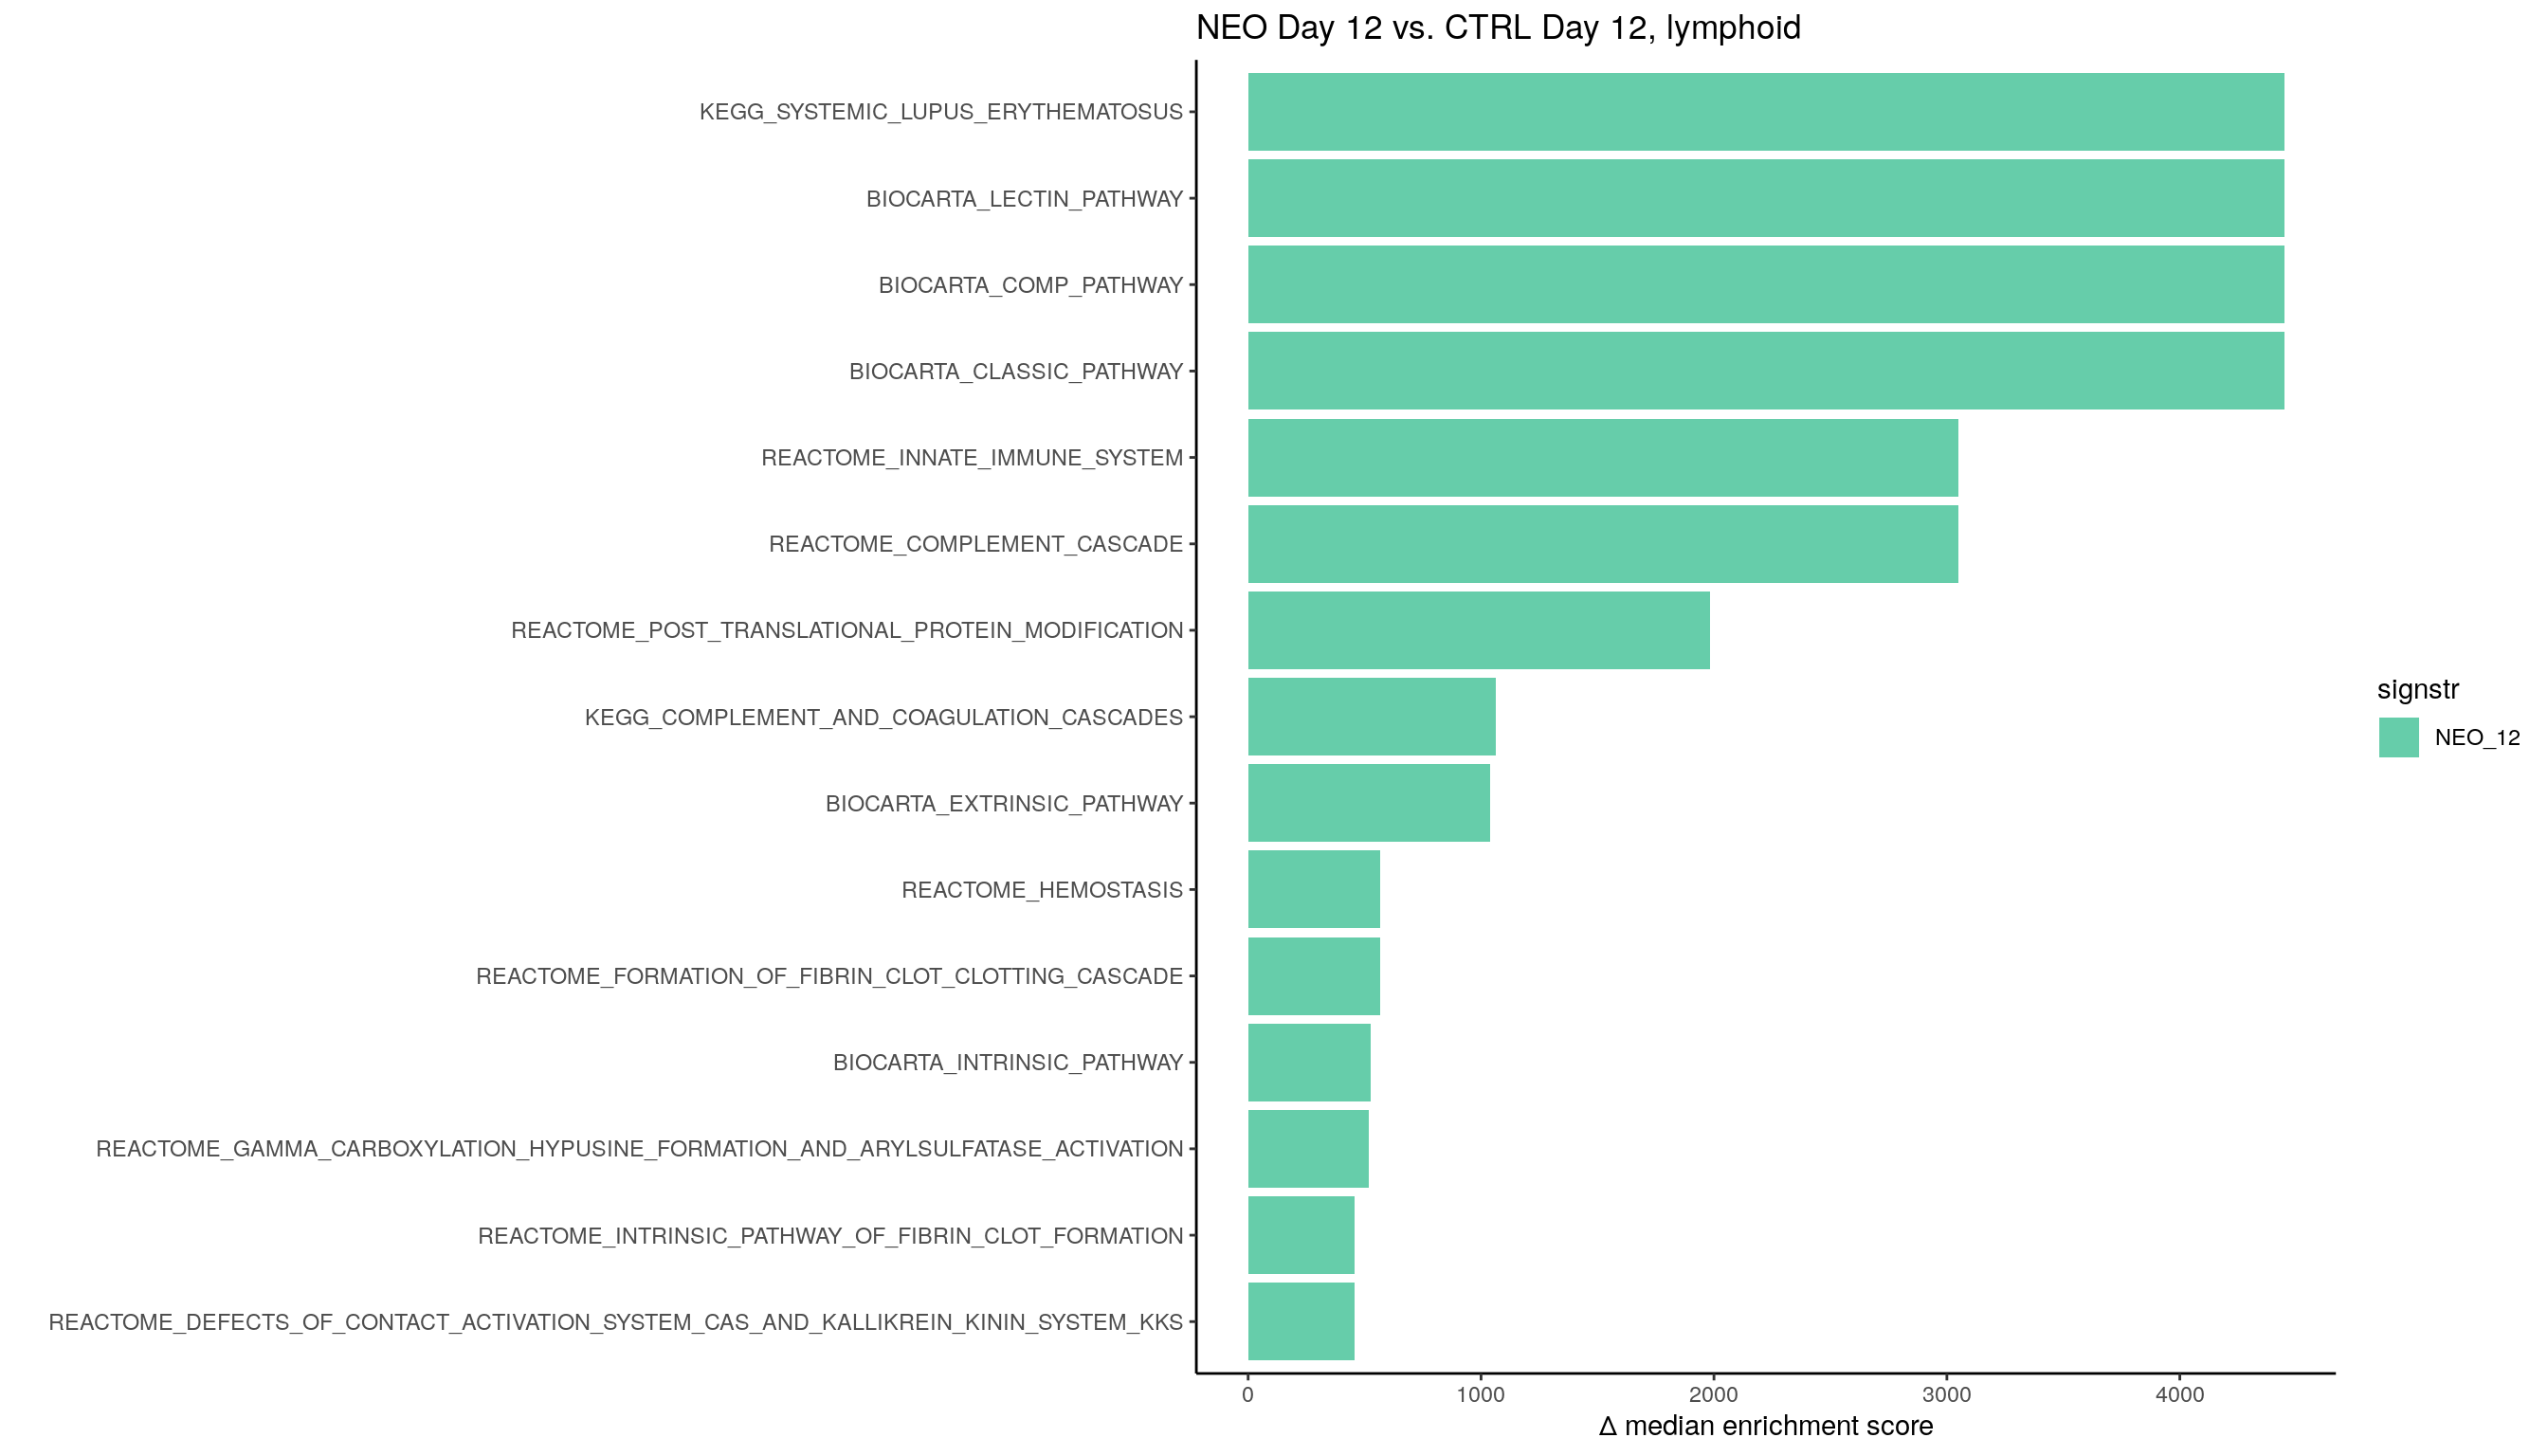 NEO Day 12 vs. CTRL Day 12, lymphoid
KEGG_SYSTEMIC_LUPUS_ERYTHEMATOSUS
BIOCARTA_LECTIN_PATHWAY
BIOCARTA_COMP_PATHWAY
BIOCARTA_CLASSIC_PATHWAY
REACTOME_INNATE_IMMUNE_SYSTEM
REACTOME_COMPLEMENT_CASCADE
REACTOME_POST_TRANSLATIONAL_PROTEIN_MODIFICATION
KEGG_COMPLEMENT_AND_COAGULATION_CASCADES
BIOCARTA_EXTRINSIC_PATHWAY
REACTOME_HEMOSTASIS
REACTOME_FORMATION_OF_FIBRIN_CLOT_CLOTTING_CASCADE
BIOCARTA_INTRINSIC_PATHWAY
REACTOME_GAMMA_CARBOXYLATION_HYPUSINE_FORMATION_AND_ARYLSULFATASE_ACTIVATION
REACTOME_INTRINSIC_PATHWAY_OF_FIBRIN_CLOT_FORMATION
REACTOME_DEFECTS_OF_CONTACT_ACTIVATION_SYSTEM_CAS_AND_KALLIKREIN_KININ_SYSTEM_KKS
0 1000 2000 3000 4000
Δ median enrichment score
signstr
NEO_12